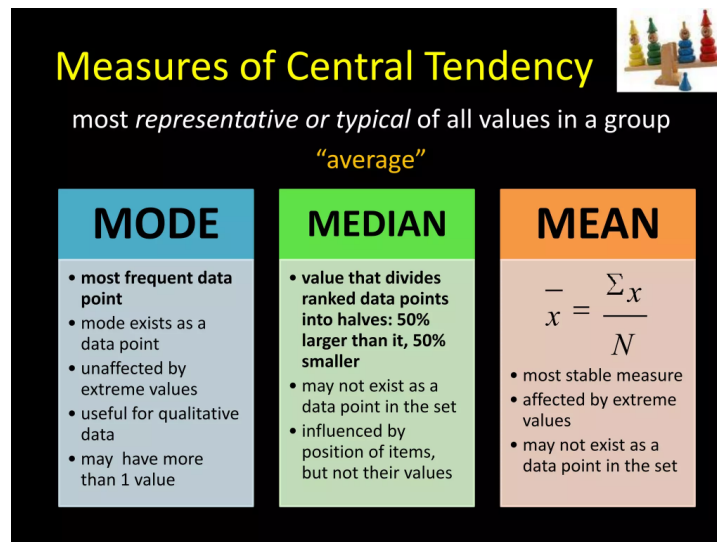 Measures of Central Tendency
most representative or typical of all values in a group
“average”
MODE
• most frequent data
point
• mode exists as a
data point
• unaffected by
extreme values
• useful for qualitative
data
• may have more
than 1 value
MEDIAN
• value that divides
ranked data points
into halves: 50%
larger than it, 50%
smaller
• may not exist as a
data point in the set
• influenced by
position of items,
but not their values
MEAN
x̄ = Σx / N
• most stable measure
• affected by extreme
values
• may not exist as a
data point in the set